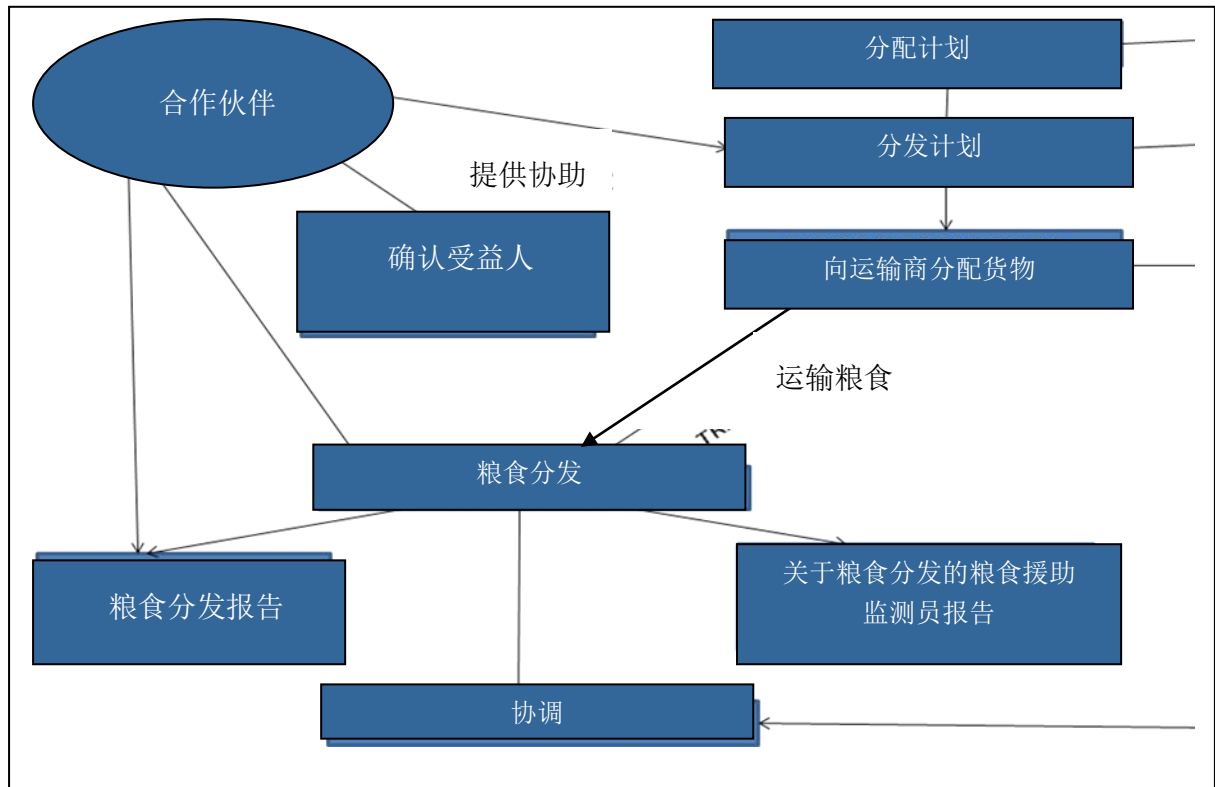 分配计划
合作伙伴
分发计划
提供协助
确认受益人
向运输商分配货物
运输粮食
TR
粮食分发
关于粮食分发的粮食援助
监测员报告
粮食分发报告
协调